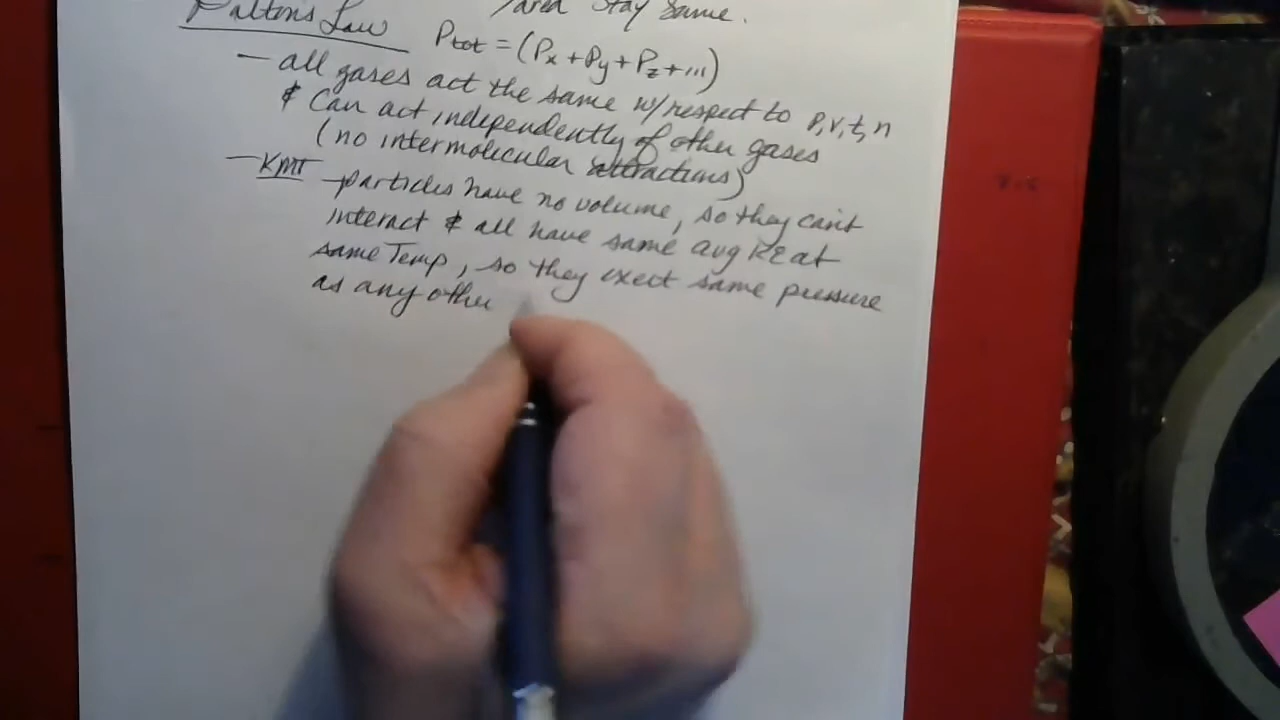 /area stay same.
Daltons Law
Ptot = (Px + Py + Pz + ...)
- all gases act the same w/respect to P, V, t, n
& Can act independently of other gases
(no intermolecular attractions)
- KMT - particles have no volume, so they can't
interact & all have same avg KE at
same Temp, so they exert same pressure
as any other